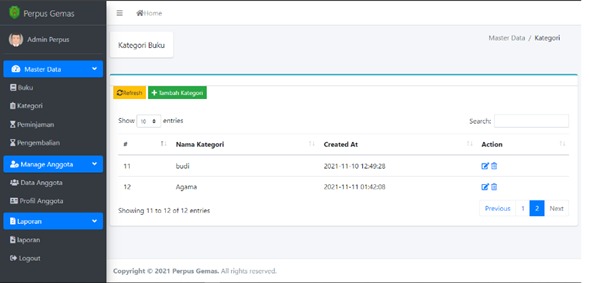 Perpus Gemas
Home
Admin Perpus
Kategori Buku
Master Data / Kategori
Master Data
Buku
Kategori
Peminjaman
Pengembalian
Manage Anggota
Data Anggota
Profil Anggota
Laporan
laporan
Logout
Refresh
+ Tambah Kategori
Show 10 entries
Search:
# Nama Kategori Created At Action
11 budi 2021-11-10 12:49:28
12 Agama 2021-11-11 01:42:08
Showing 11 to 12 of 12 entries
Previous 1 2 Next
Copyright © 2021 Perpus Gemas. All rights reserved.